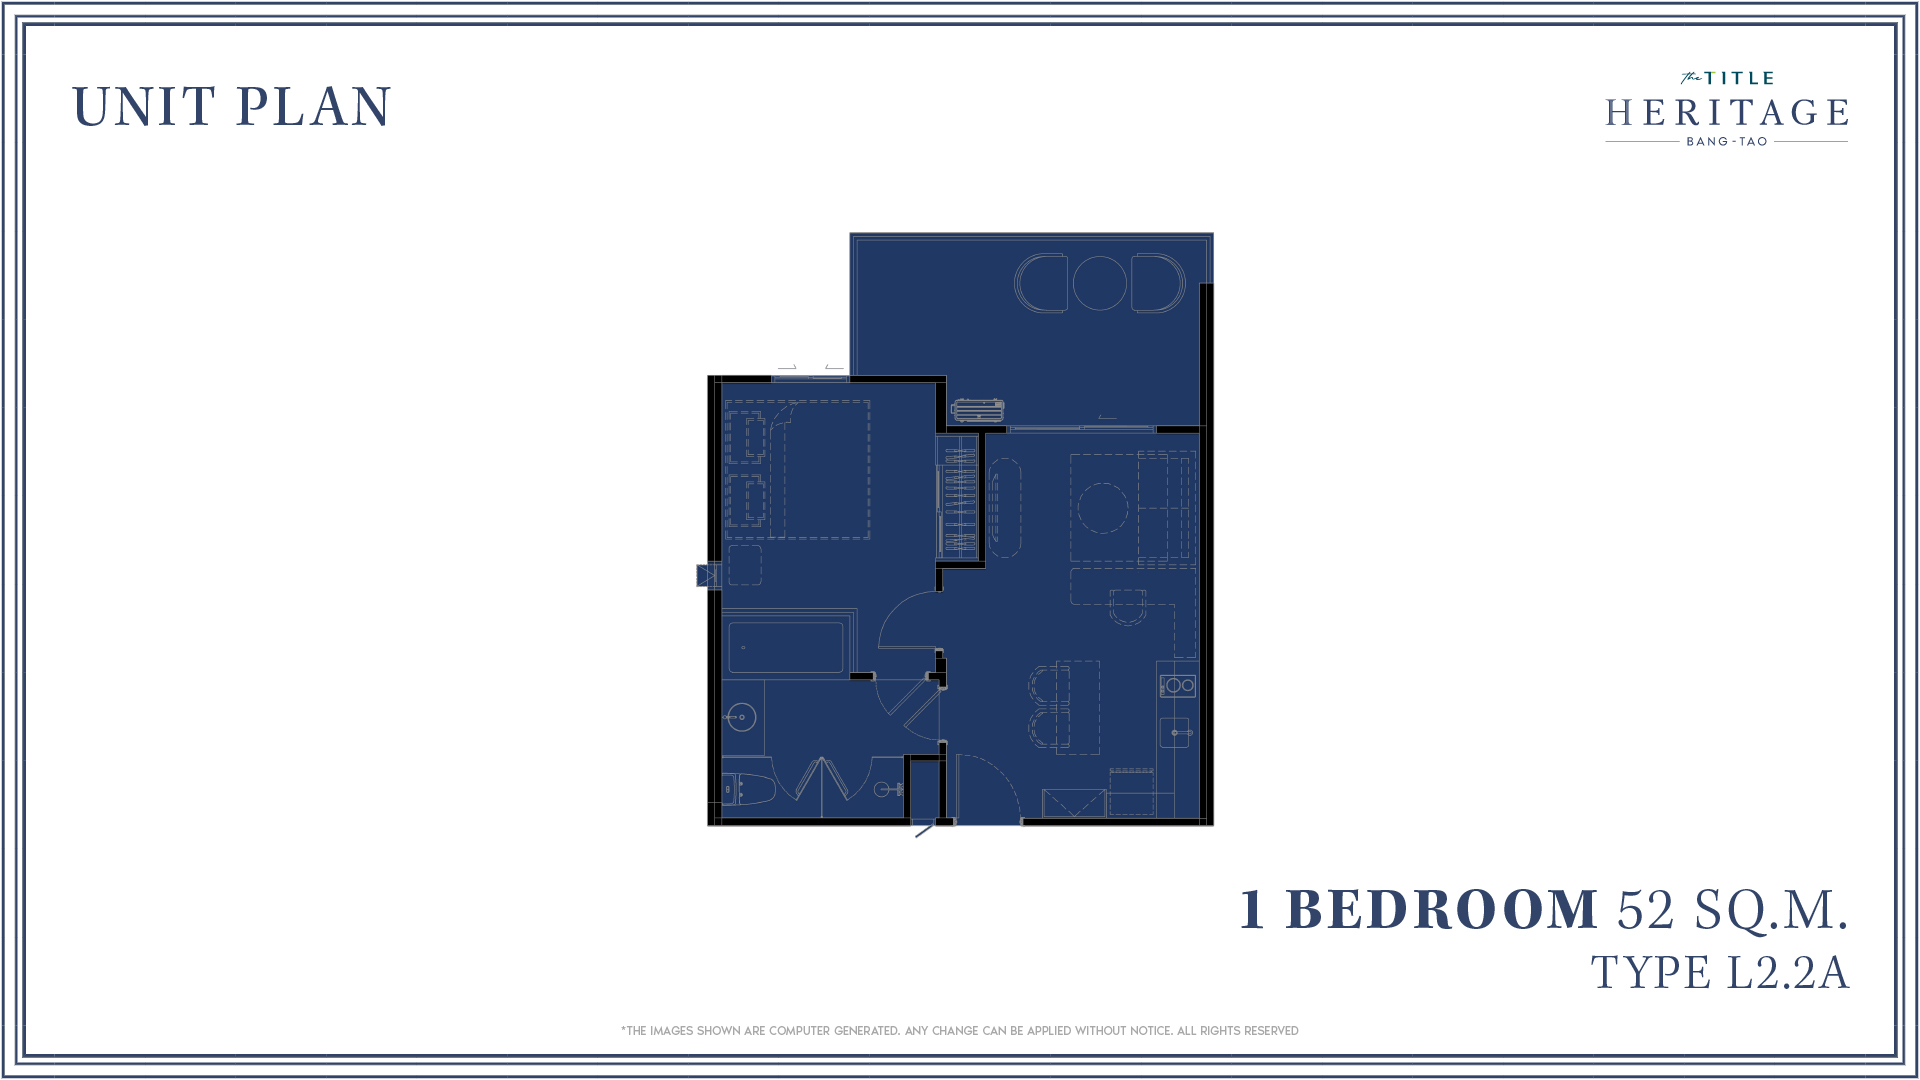 UNIT PLAN
the TITLE
HERITAGE
BANG-TAO
1 BEDROOM 52 SQ.M.
TYPE L2.2A
*THE IMAGES SHOWN ARE COMPUTER GENERATED. ANY CHANGE CAN BE APPLIED WITHOUT NOTICE. ALL RIGHTS RESERVED